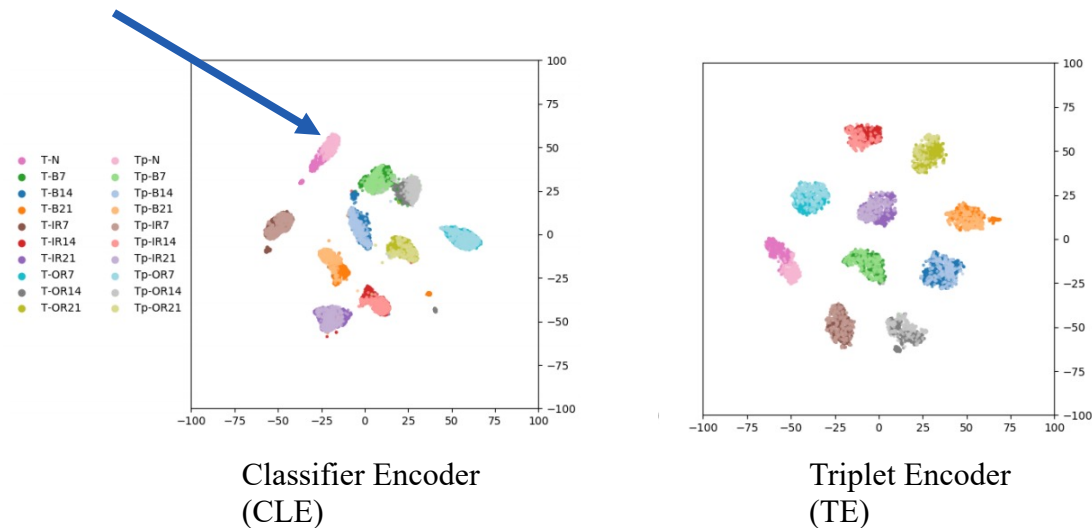 100
75
50
25
0
−25
−50
−75
−100
−100 −75 −50 −25 0 25 50 75 100
T-N Tp-N
T-B7 Tp-B7
T-B14 Tp-B14
T-B21 Tp-B21
T-IR7 Tp-IR7
T-IR14 Tp-IR14
T-IR21 Tp-IR21
T-OR7 Tp-OR7
T-OR14 Tp-OR14
T-OR21 Tp-OR21
100
75
50
25
0
−25
−50
−75
−100
−100 −75 −50 −25 0 25 50 75 100
Classifier Encoder
(CLE)
Triplet Encoder
(TE)